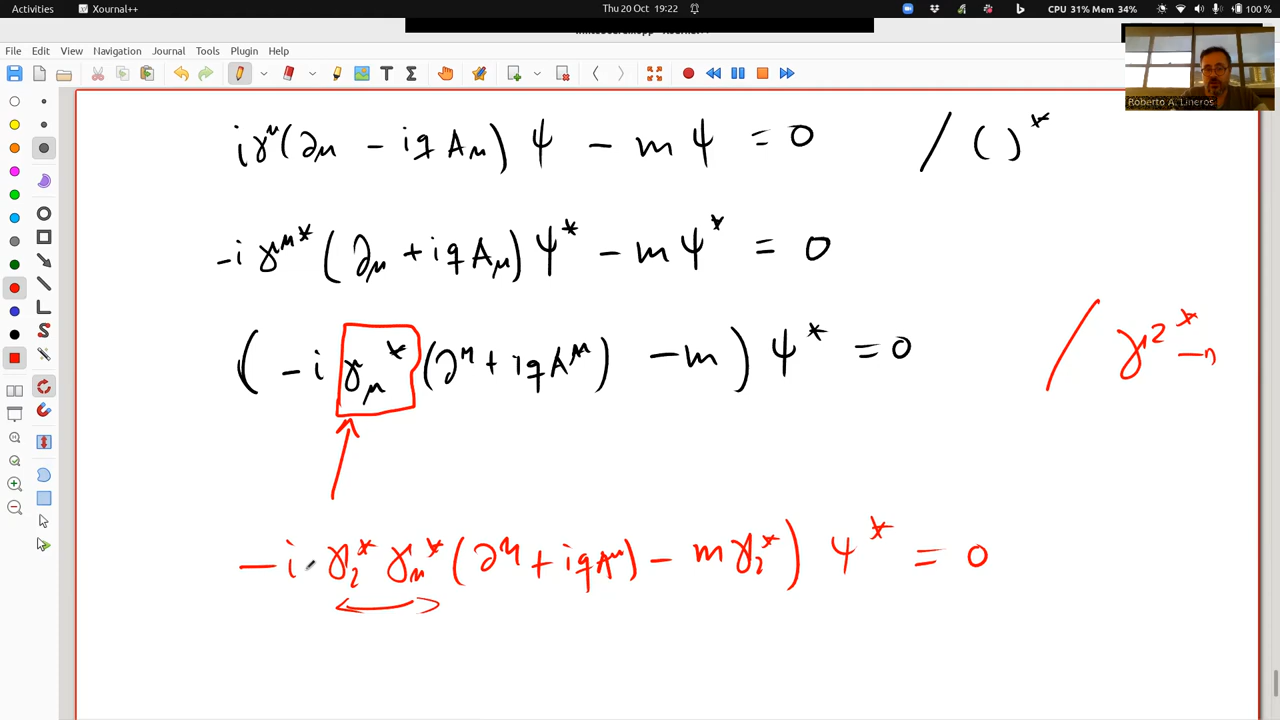 Activities Xournal++ Thu 20 Oct 19:22 CPU 31% Mem 34% 100 %
File Edit View Navigation Journal Tools Plugin Help
Roberto A. Lineros
iγ^μ(∂_μ - iqA_μ)ψ - mψ = 0 / ( )^*
-iγ^{μ*}(∂_μ + iqA_μ)ψ^* - mψ^* = 0
(-iγ_μ^*(∂^μ + iqA^μ) - m)ψ^* = 0 / γ^{2*}
-iγ_2^*γ_μ^*(∂^μ + iqA^μ) - mγ_2^*)ψ^* = 0